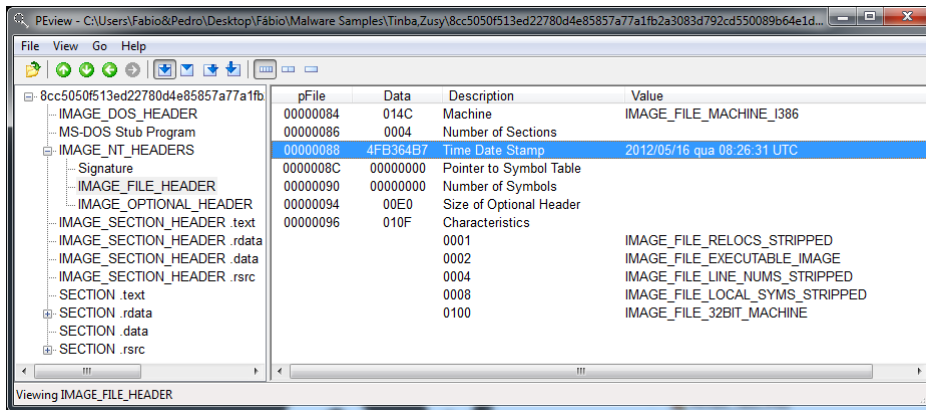 PEview - C:\Users\Fabio&Pedro\Desktop\Fábio\Malware Samples\Tinba,Zusy\8cc5050f513ed22780d4e85857a77a1fb2a3083d792cd550089b64e1d...
File View Go Help
8cc5050f513ed22780d4e85857a77a1fb
IMAGE_DOS_HEADER
MS-DOS Stub Program
IMAGE_NT_HEADERS
Signature
IMAGE_FILE_HEADER
IMAGE_OPTIONAL_HEADER
IMAGE_SECTION_HEADER .text
IMAGE_SECTION_HEADER .rdata
IMAGE_SECTION_HEADER .data
IMAGE_SECTION_HEADER .rsrc
SECTION .text
SECTION .rdata
SECTION .data
SECTION .rsrc
pFile Data Description Value
00000084 014C Machine IMAGE_FILE_MACHINE_I386
00000086 0004 Number of Sections
00000088 4FB364B7 Time Date Stamp 2012/05/16 qua 08:26:31 UTC
0000008C 00000000 Pointer to Symbol Table
00000090 00000000 Number of Symbols
00000094 00E0 Size of Optional Header
00000096 010F Characteristics
0001 IMAGE_FILE_RELOCS_STRIPPED
0002 IMAGE_FILE_EXECUTABLE_IMAGE
0004 IMAGE_FILE_LINE_NUMS_STRIPPED
0008 IMAGE_FILE_LOCAL_SYMS_STRIPPED
0100 IMAGE_FILE_32BIT_MACHINE
Viewing IMAGE_FILE_HEADER